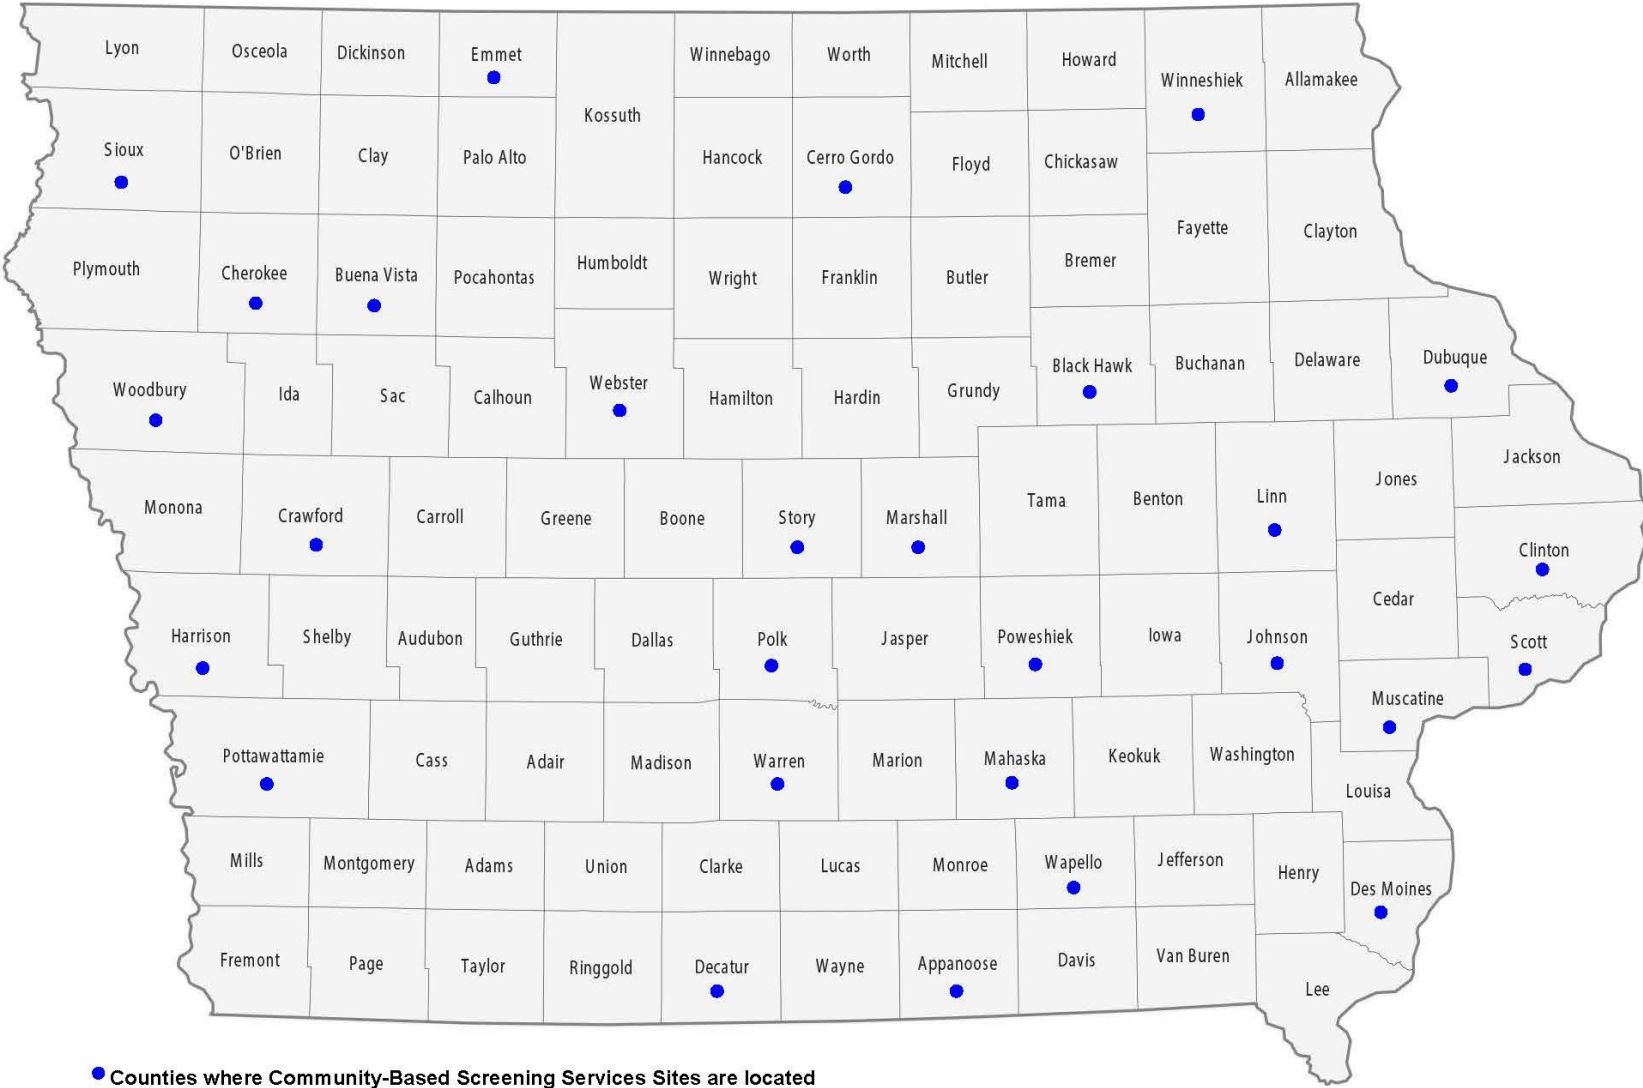 Lyon
Osceola
Dickinson
Emmet
Kossuth
Winnebago
Worth
Mitchell
Howard
Winneshiek
Allamakee
Sioux
O'Brien
Clay
Palo Alto
Hancock
Cerro Gordo
Floyd
Chickasaw
Fayette
Clayton
Plymouth
Cherokee
Buena Vista
Pocahontas
Humboldt
Wright
Franklin
Butler
Bremer
Woodbury
Ida
Sac
Calhoun
Webster
Hamilton
Hardin
Grundy
Black Hawk
Buchanan
Delaware
Dubuque
Monona
Crawford
Carroll
Greene
Boone
Story
Marshall
Tama
Benton
Linn
Jones
Jackson
Clinton
Cedar
Harrison
Shelby
Audubon
Guthrie
Dallas
Polk
Jasper
Poweshiek
Iowa
Johnson
Scott
Muscatine
Pottawattamie
Cass
Adair
Madison
Warren
Marion
Mahaska
Keokuk
Washington
Louisa
Mills
Montgomery
Adams
Union
Clarke
Lucas
Monroe
Wapello
Jefferson
Henry
Des Moines
Fremont
Page
Taylor
Ringgold
Decatur
Wayne
Appanoose
Davis
Van Buren
Lee
Counties where Community-Based Screening Services Sites are located